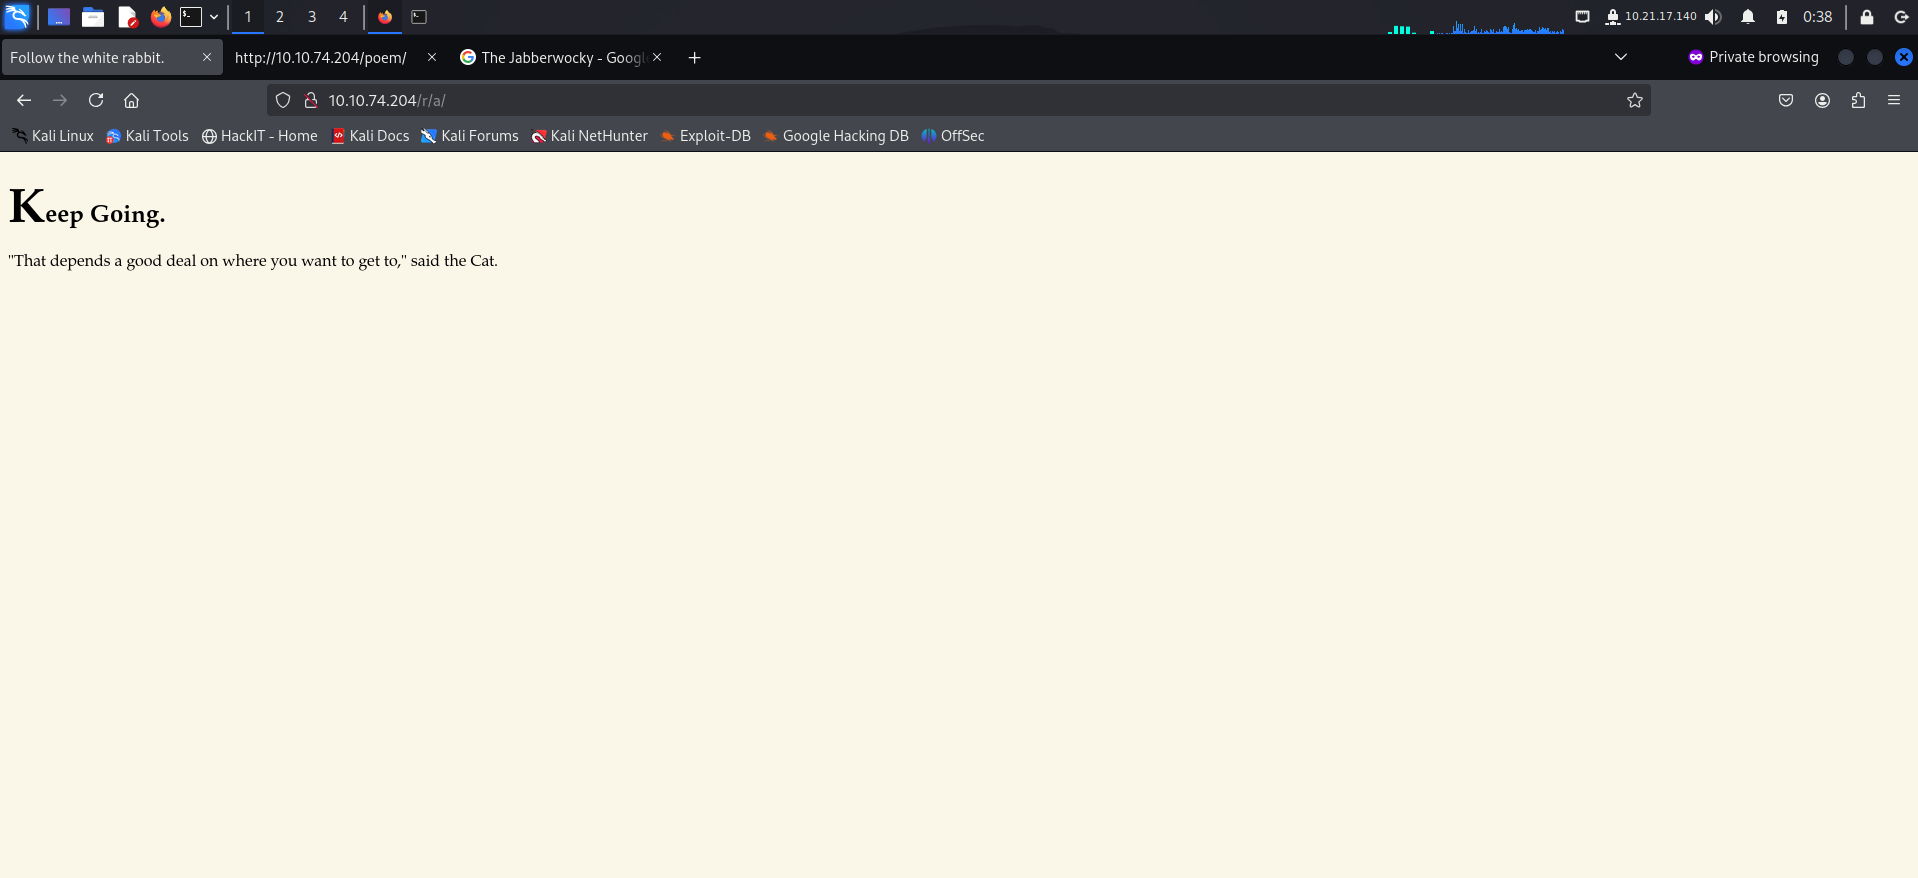 1 2 3 4 10.21.17.140 0:38
Follow the white rabbit. http://10.10.74.204/poem/ The Jabberwocky - Googl Private browsing
10.10.74.204/r/a/
Kali Linux Kali Tools HackIT - Home Kali Docs Kali Forums Kali NetHunter Exploit-DB Google Hacking DB OffSec
Keep Going.
"That depends a good deal on where you want to get to," said the Cat.